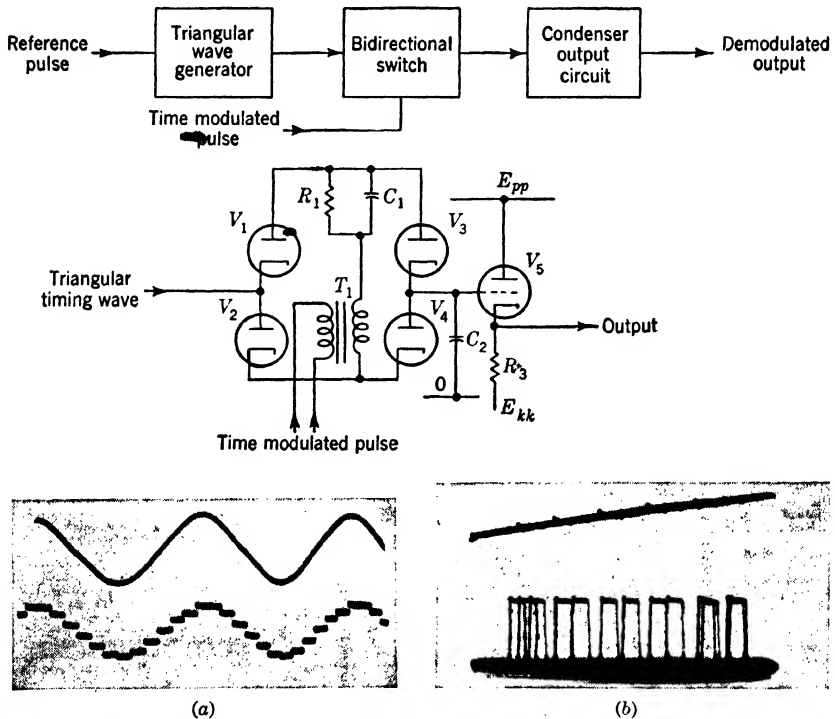 Reference
pulse
Triangular
wave
generator
Bidirectional
switch
Condenser
output
circuit
Demodulated
output
Time modulated
pulse
R1
C1
Epp
V1
V3
V5
Triangular
timing wave
V2
T1
V4
C2
Output
0
R3
Ekk
Time modulated pulse
(a)
(b)